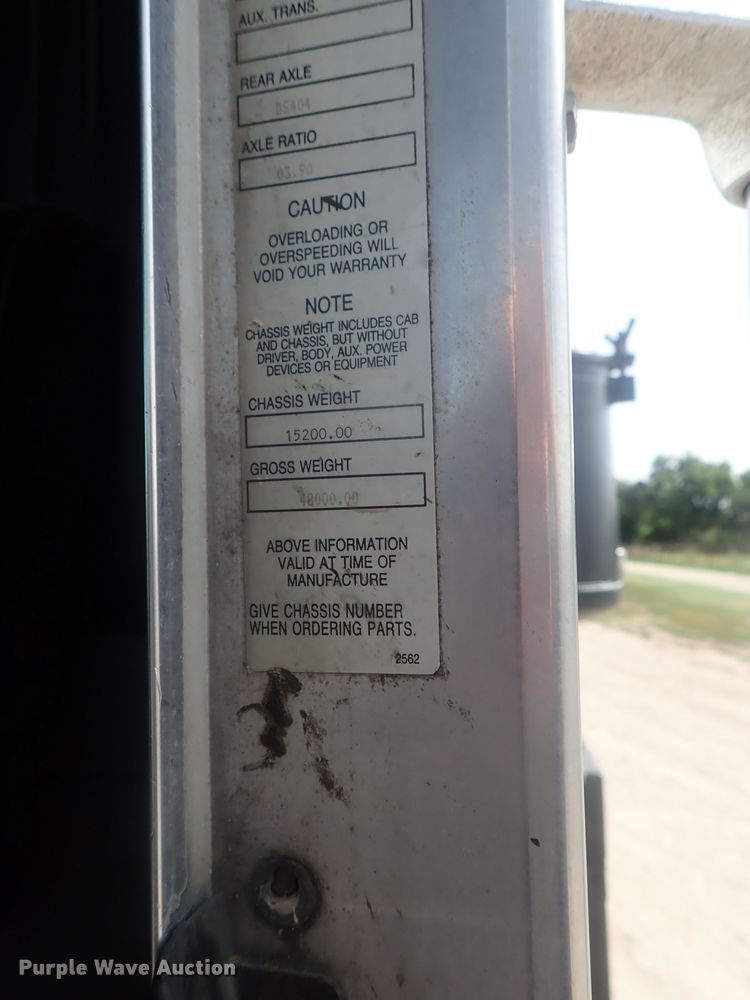 AUX. TRANS.
REAR AXLE
DS404
AXLE RATIO
03.90
CAUTION
OVERLOADING OR
OVERSPEEDING WILL
VOID YOUR WARRANTY
NOTE
CHASSIS WEIGHT INCLUDES CAB
AND CHASSIS, BUT WITHOUT
DRIVER, BODY, AUX. POWER
DEVICES OR EQUIPMENT
CHASSIS WEIGHT
15200.00
GROSS WEIGHT
48000.00
ABOVE INFORMATION
VALID AT TIME OF
MANUFACTURE
GIVE CHASSIS NUMBER
WHEN ORDERING PARTS.
2562
Purple Wave Auction